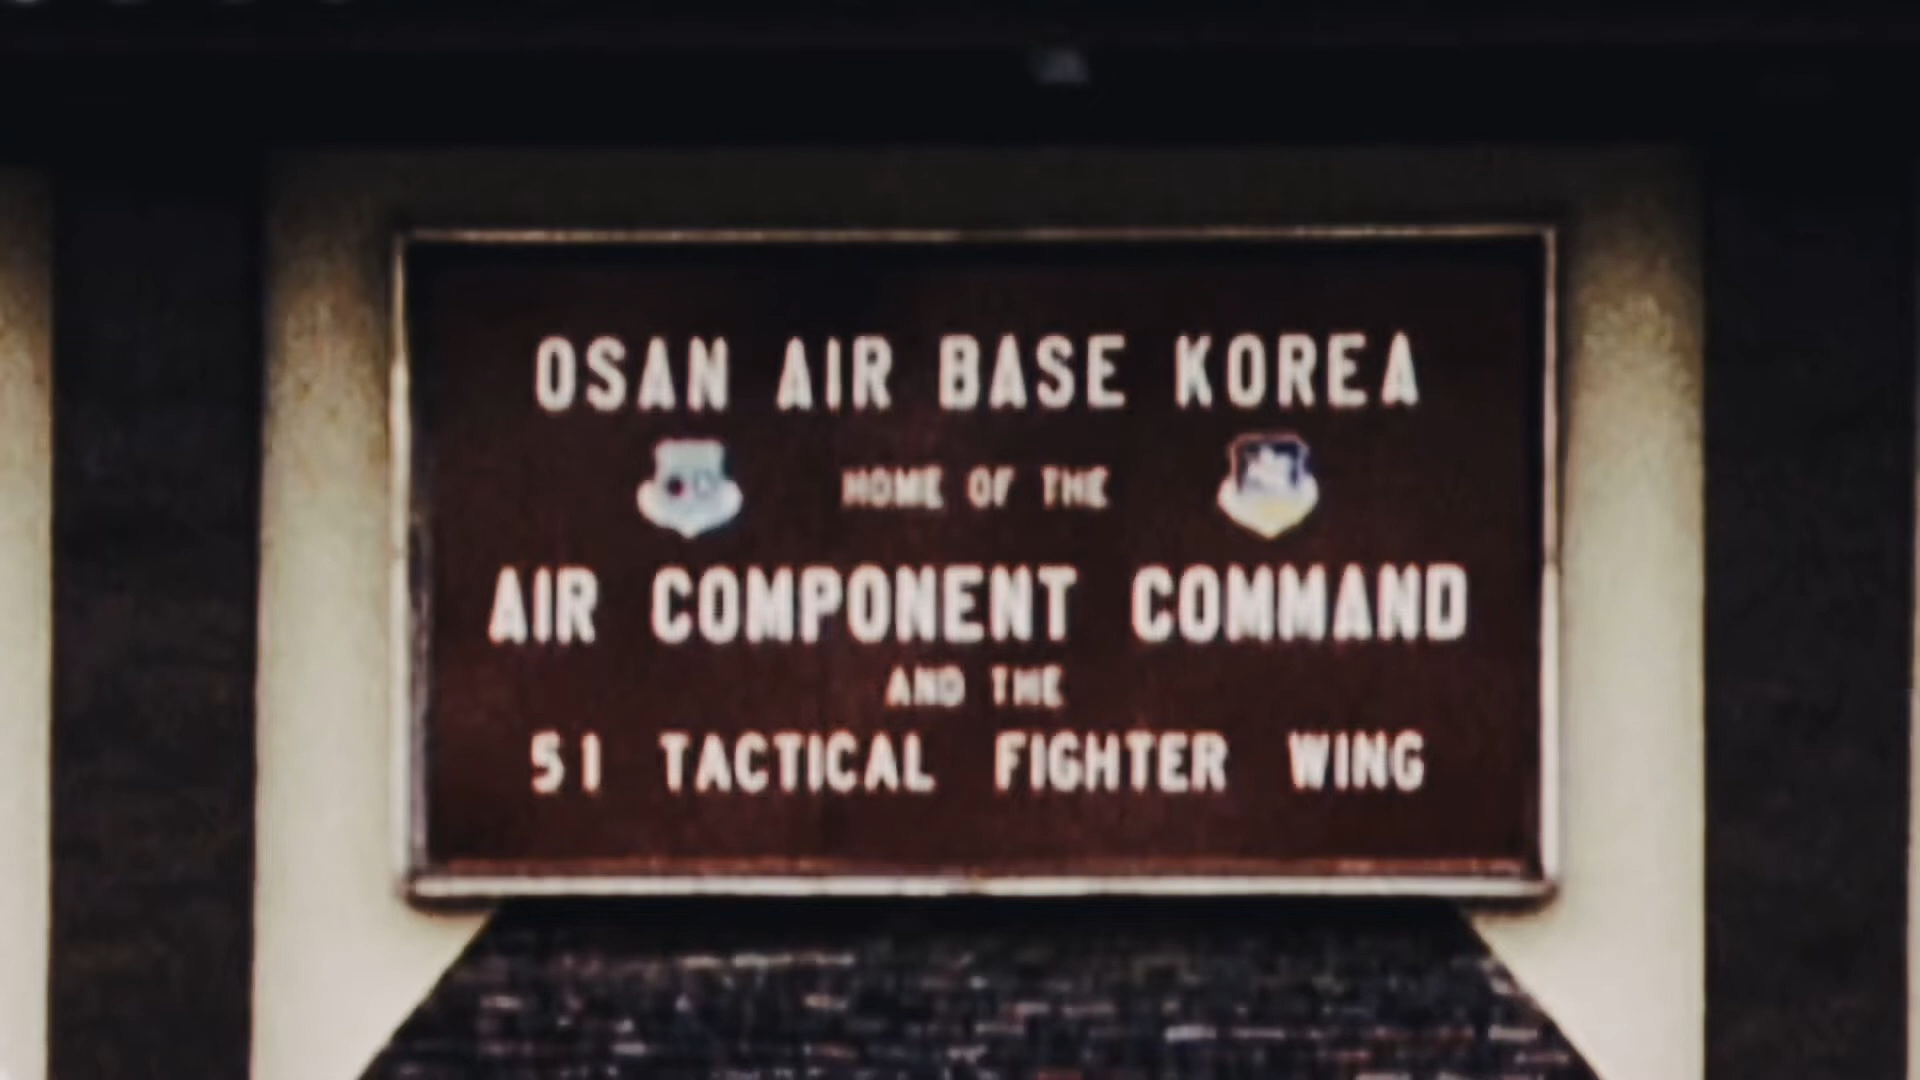 OSAN AIR BASE KOREA
HOME OF THE
AIR COMPONENT COMMAND
AND THE
51 TACTICAL FIGHTER WING